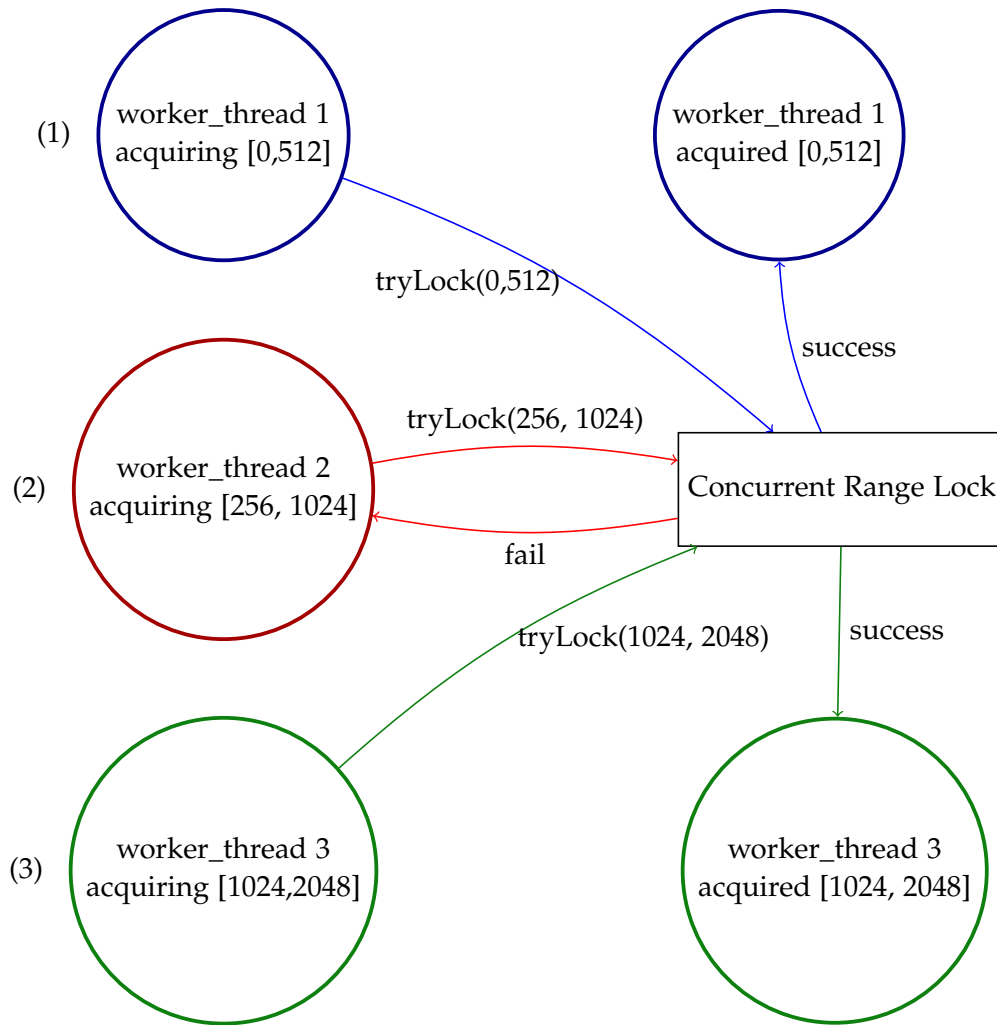 (1)
worker_thread 1
acquiring [0,512]
worker_thread 1
acquired [0,512]
tryLock(0,512)
success
(2)
worker_thread 2
acquiring [256, 1024]
tryLock(256, 1024)
fail
Concurrent Range Lock
tryLock(1024, 2048)
success
(3)
worker_thread 3
acquiring [1024,2048]
worker_thread 3
acquired [1024, 2048]